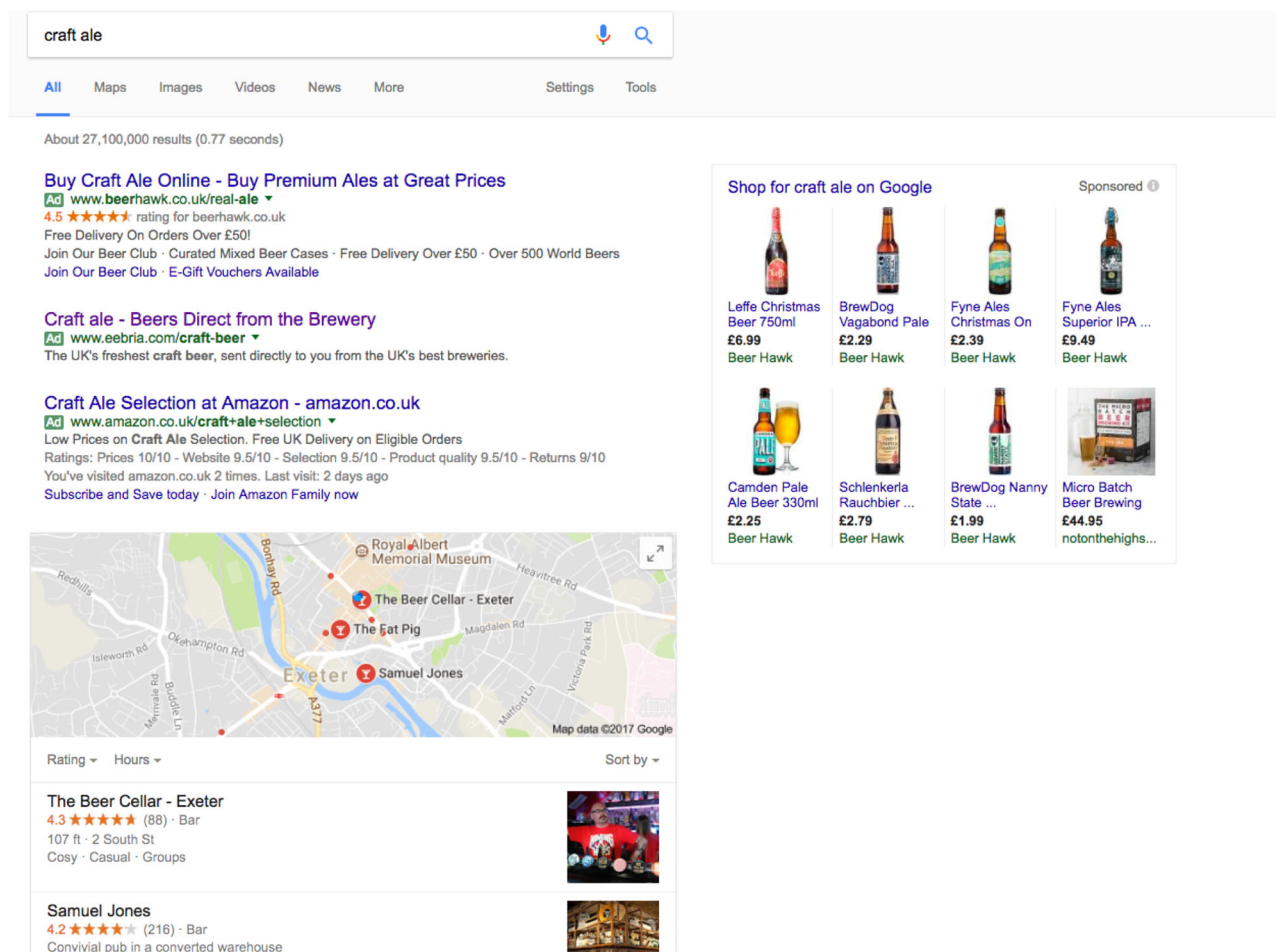 craft ale
All Maps Images Videos News More Settings Tools
About 27,100,000 results (0.77 seconds)
Buy Craft Ale Online - Buy Premium Ales at Great Prices
Ad www.beerhawk.co.uk/real-ale
4.5 rating for beerhawk.co.uk
Free Delivery On Orders Over £50!
Join Our Beer Club · Curated Mixed Beer Cases · Free Delivery Over £50 · Over 500 World Beers
Join Our Beer Club · E-Gift Vouchers Available
Craft ale - Beers Direct from the Brewery
Ad www.eebria.com/craft-beer
The UK's freshest craft beer, sent directly to you from the UK's best breweries.
Craft Ale Selection at Amazon - amazon.co.uk
Ad www.amazon.co.uk/craft+ale+selection
Low Prices on Craft Ale Selection. Free UK Delivery on Eligible Orders
Ratings: Prices 10/10 - Website 9.5/10 - Selection 9.5/10 - Product quality 9.5/10 - Returns 9/10
You've visited amazon.co.uk 2 times. Last visit: 2 days ago
Subscribe and Save today · Join Amazon Family now
Royal Albert
Memorial Museum
Bonhay Rd
Heavitree Rd
Redhills
The Beer Cellar - Exeter
The Fat Pig
Magdalen Rd
Okehampton Rd
Isleworth Rd
Victoria Park Rd
Exeter
Samuel Jones
Merrivale Rd
Buddle Ln
A377
Matford Ln
Map data ©2017 Google
Rating Hours Sort by
The Beer Cellar - Exeter
4.3 (88) · Bar
107 ft · 2 South St
Cosy · Casual · Groups
Samuel Jones
4.2 (216) · Bar
Convivial pub in a converted warehouse
Shop for craft ale on Google Sponsored
Leffe Christmas
Beer 750ml
£6.99
Beer Hawk
BrewDog
Vagabond Pale
£2.29
Beer Hawk
Fyne Ales
Christmas On
£2.39
Beer Hawk
Fyne Ales
Superior IPA ...
£9.49
Beer Hawk
PALE
Camden Pale
Ale Beer 330ml
£2.25
Beer Hawk
Schlenkerla
Rauchbier ...
£2.79
Beer Hawk
BrewDog Nanny
State ...
£1.99
Beer Hawk
THE MICRO
BATCH
BEER
BREWING KIT
Micro Batch
Beer Brewing
£44.95
notonthehighs...